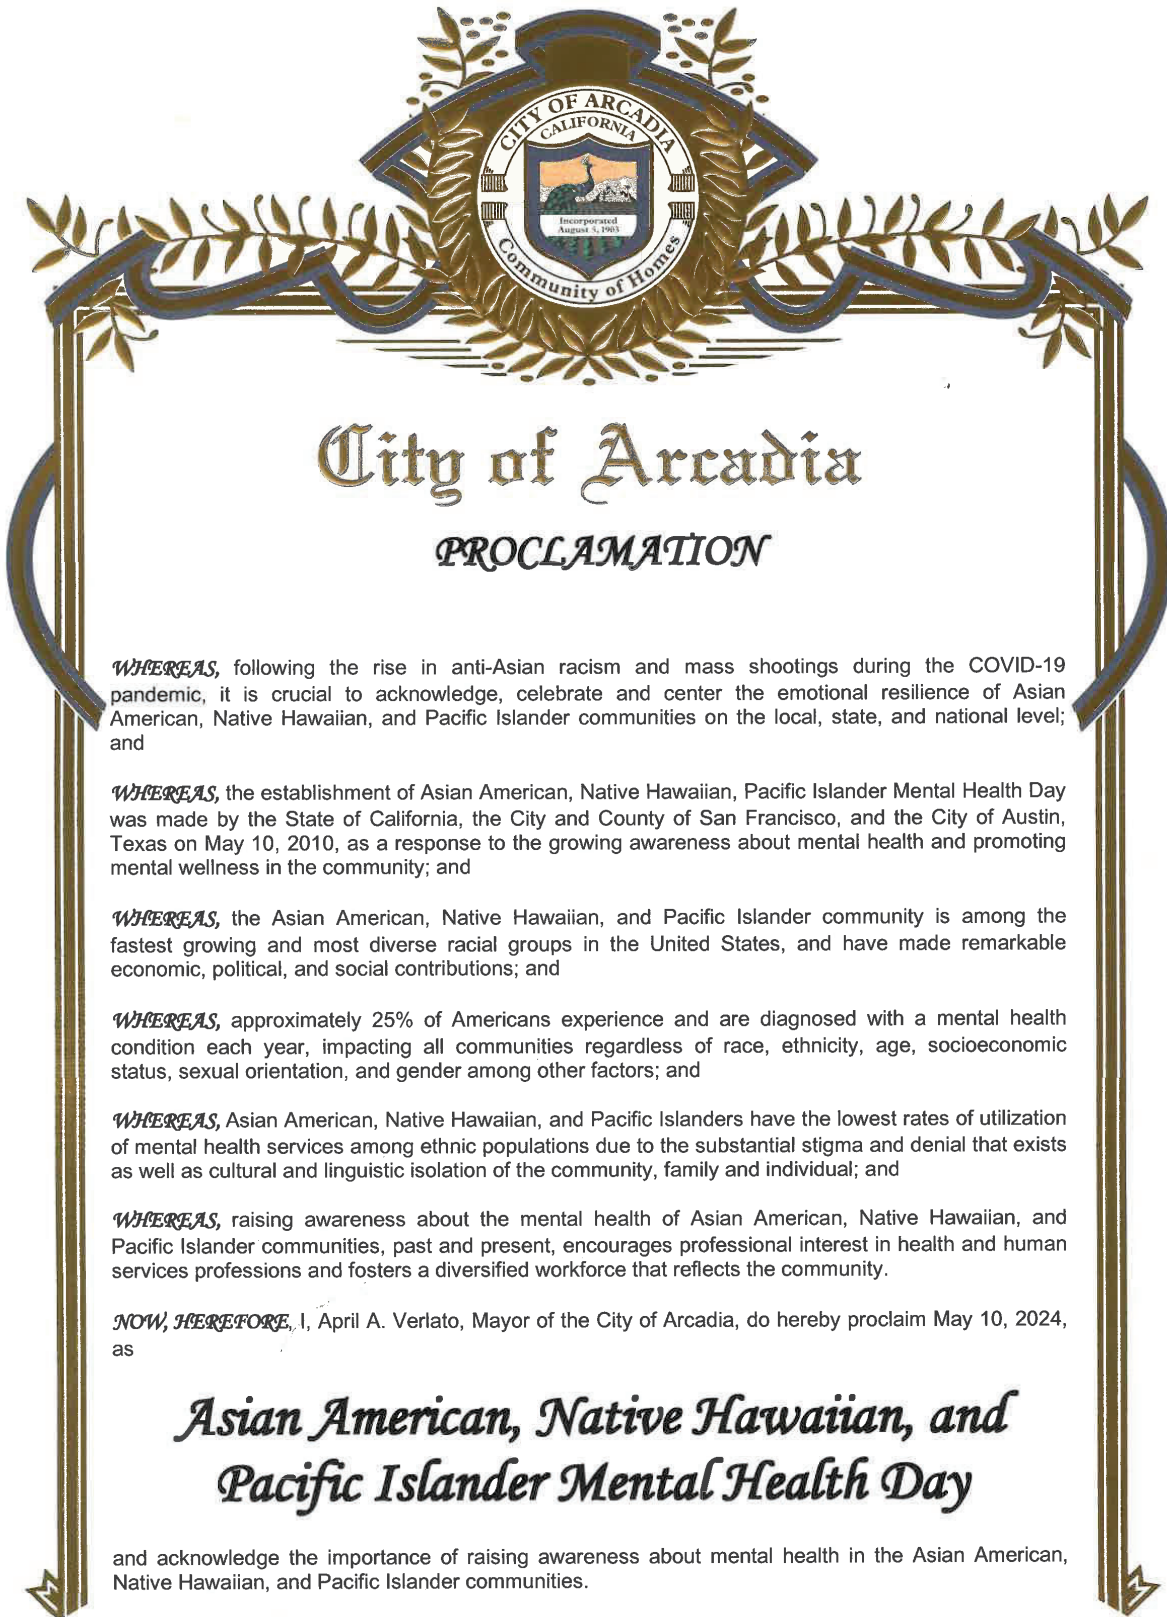 CITY OF ARCADIA
CALIFORNIA
Incorporated
August 5, 1903
Community of Homes
City of Arcadia
PROCLAMATION
WHEREAS, following the rise in anti-Asian racism and mass shootings during the COVID-19
pandemic, it is crucial to acknowledge, celebrate and center the emotional resilience of Asian
American, Native Hawaiian, and Pacific Islander communities on the local, state, and national level;
and
WHEREAS, the establishment of Asian American, Native Hawaiian, Pacific Islander Mental Health Day
was made by the State of California, the City and County of San Francisco, and the City of Austin,
Texas on May 10, 2010, as a response to the growing awareness about mental health and promoting
mental wellness in the community; and
WHEREAS, the Asian American, Native Hawaiian, and Pacific Islander community is among the
fastest growing and most diverse racial groups in the United States, and have made remarkable
economic, political, and social contributions; and
WHEREAS, approximately 25% of Americans experience and are diagnosed with a mental health
condition each year, impacting all communities regardless of race, ethnicity, age, socioeconomic
status, sexual orientation, and gender among other factors; and
WHEREAS, Asian American, Native Hawaiian, and Pacific Islanders have the lowest rates of utilization
of mental health services among ethnic populations due to the substantial stigma and denial that exists
as well as cultural and linguistic isolation of the community, family and individual; and
WHEREAS, raising awareness about the mental health of Asian American, Native Hawaiian, and
Pacific Islander communities, past and present, encourages professional interest in health and human
services professions and fosters a diversified workforce that reflects the community.
NOW, HEREFORE, I, April A. Verlato, Mayor of the City of Arcadia, do hereby proclaim May 10, 2024,
as
Asian American, Native Hawaiian, and
Pacific Islander Mental Health Day
and acknowledge the importance of raising awareness about mental health in the Asian American,
Native Hawaiian, and Pacific Islander communities.